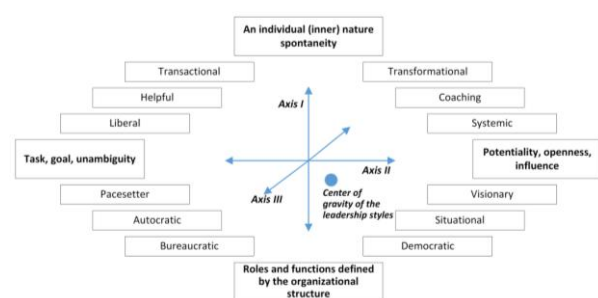 An individual (inner) nature
spontaneity
Transactional
Transformational
Helpful
Axis I
Coaching
Liberal
Systemic
Task, goal, unambiguity
Axis II
Potentiality, openness,
influence
Pacesetter
Axis III
Center of
gravity of the
leadership styles
Visionary
Autocratic
Situational
Bureaucratic
Democratic
Roles and functions defined
by the organizational
structure